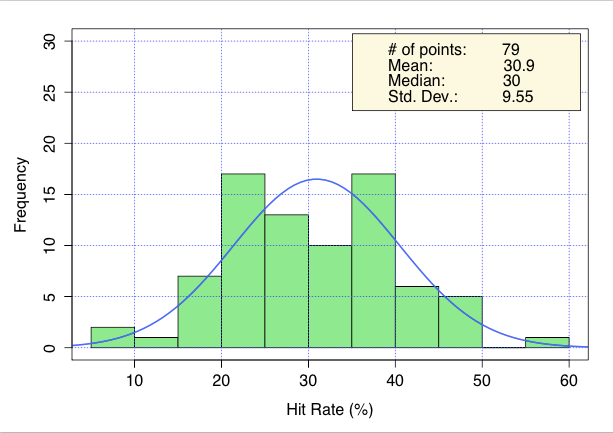 # of points: 79
Mean: 30.9
Median: 30
Std. Dev.: 9.55
30
25
20
15
10
5
0
Frequency
10 20 30 40 50 60
Hit Rate (%)